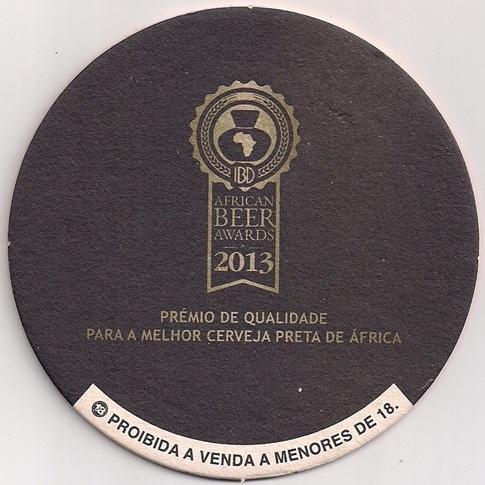 IBD
AFRICAN
BEER
AWARDS
2013
PRÉMIO DE QUALIDADE
PARA A MELHOR CERVEJA PRETA DE ÁFRICA
18 PROIBIDA A VENDA A MENORES DE 18.